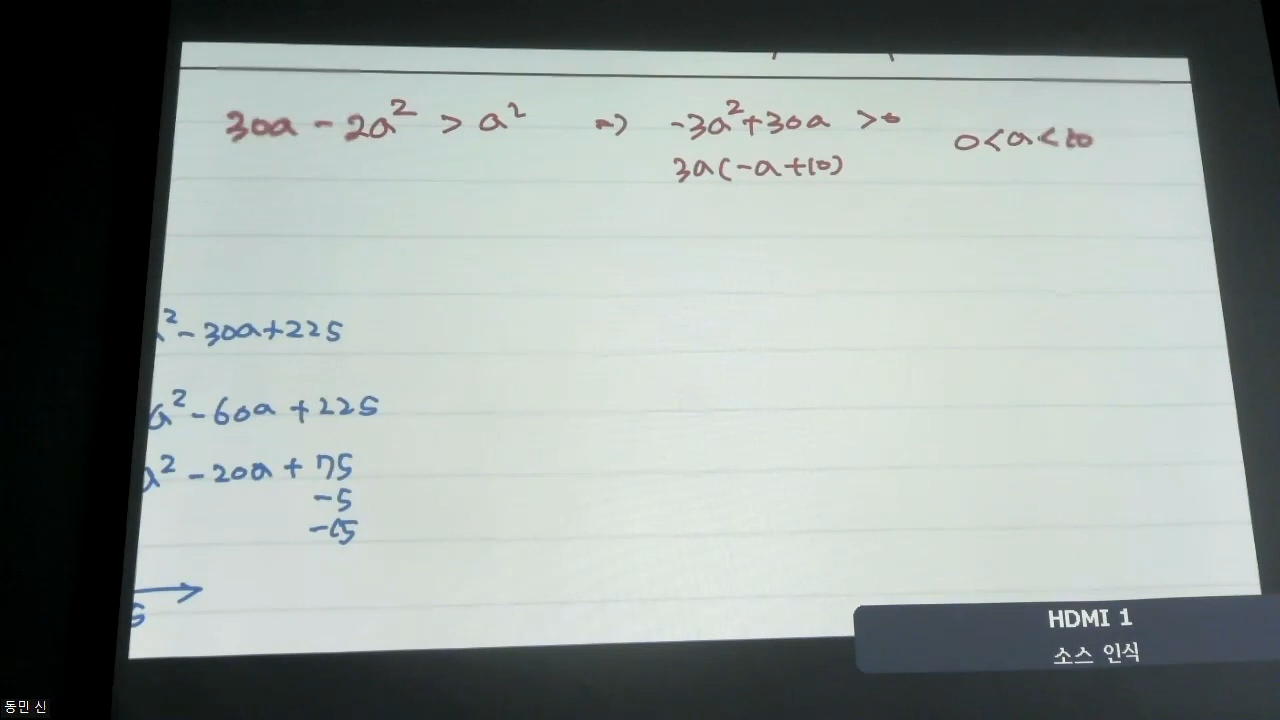 30a - 2a² > a² => -3a²+30a >0 0<a<10
3a(-a+10)
² - 30a+225
a² - 60a + 225
a² - 20a + 75
-5
-15
5
HDMI 1
소스 인식
동민 신